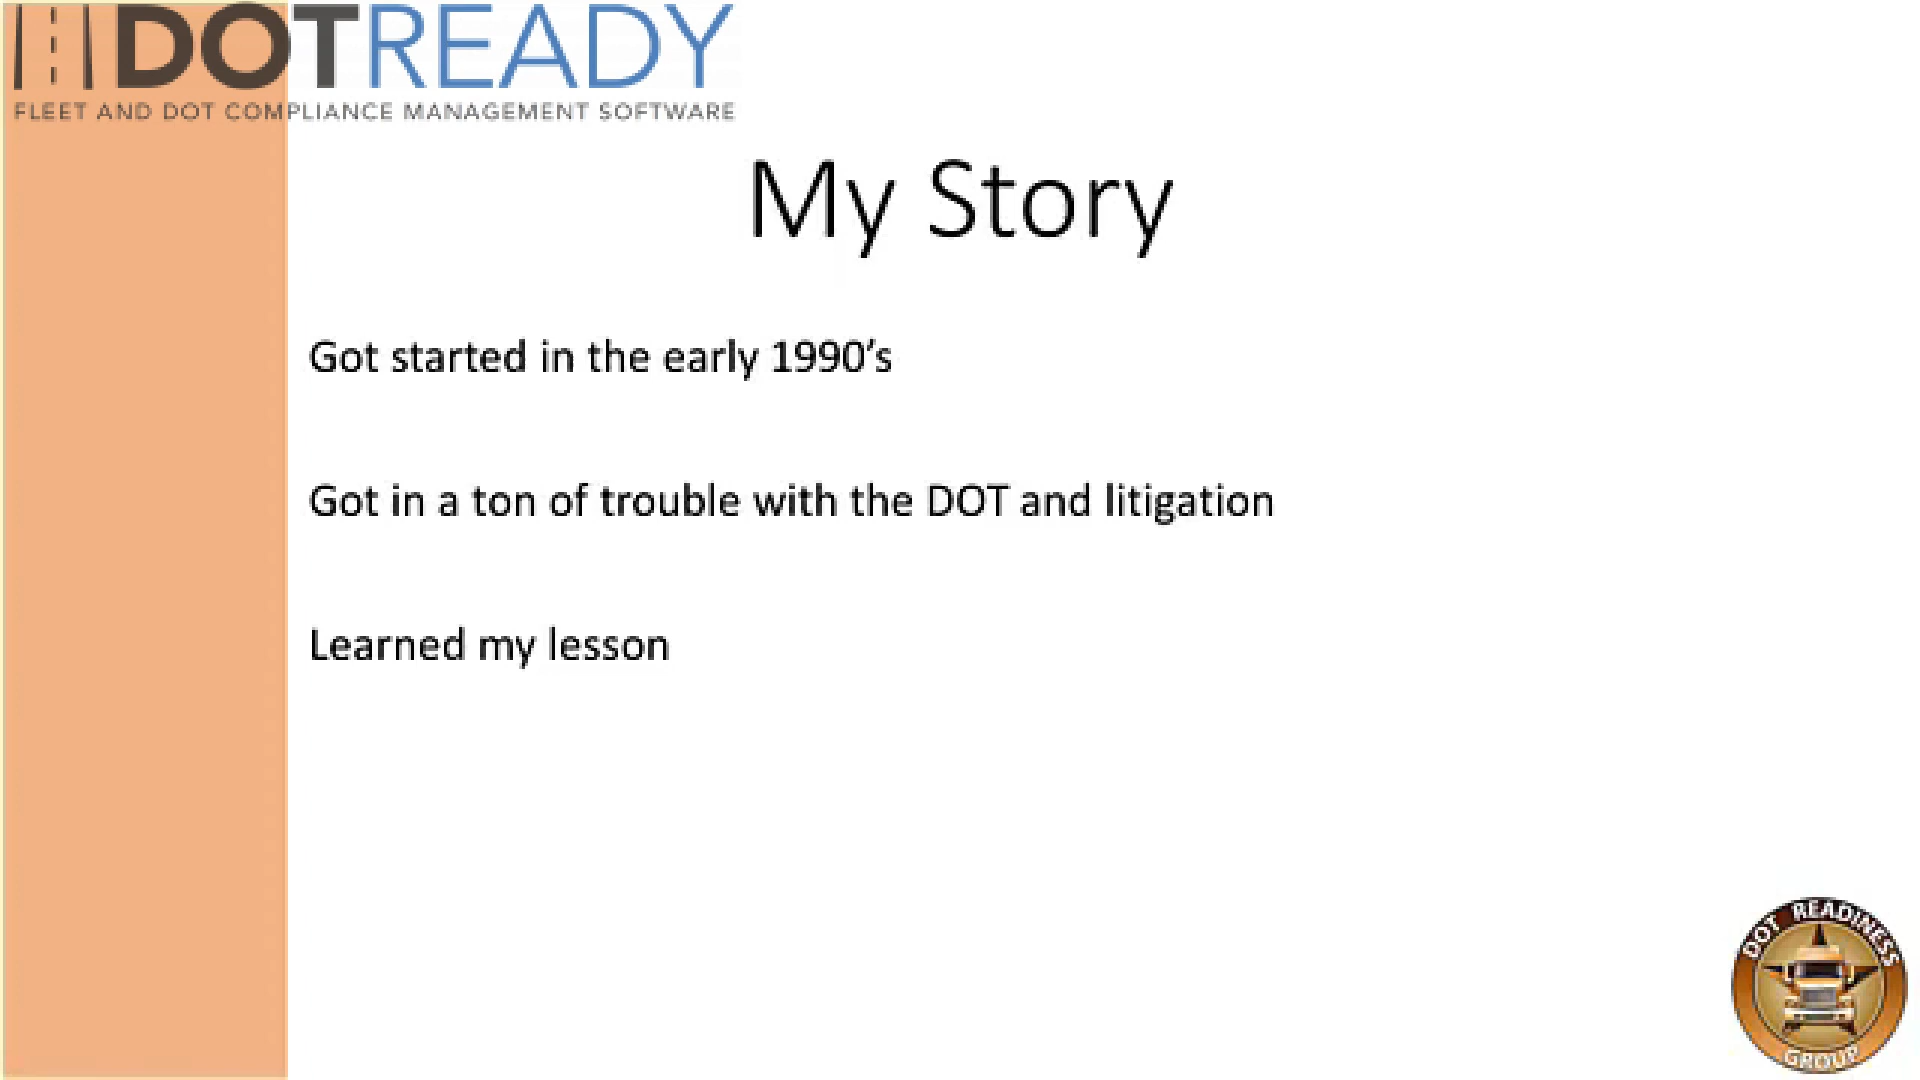 DOTREADY
FLEET AND DOT COMPLIANCE MANAGEMENT SOFTWARE
My Story
Got started in the early 1990’s
Got in a ton of trouble with the DOT and litigation
Learned my lesson
DOT READINESS
GROUP